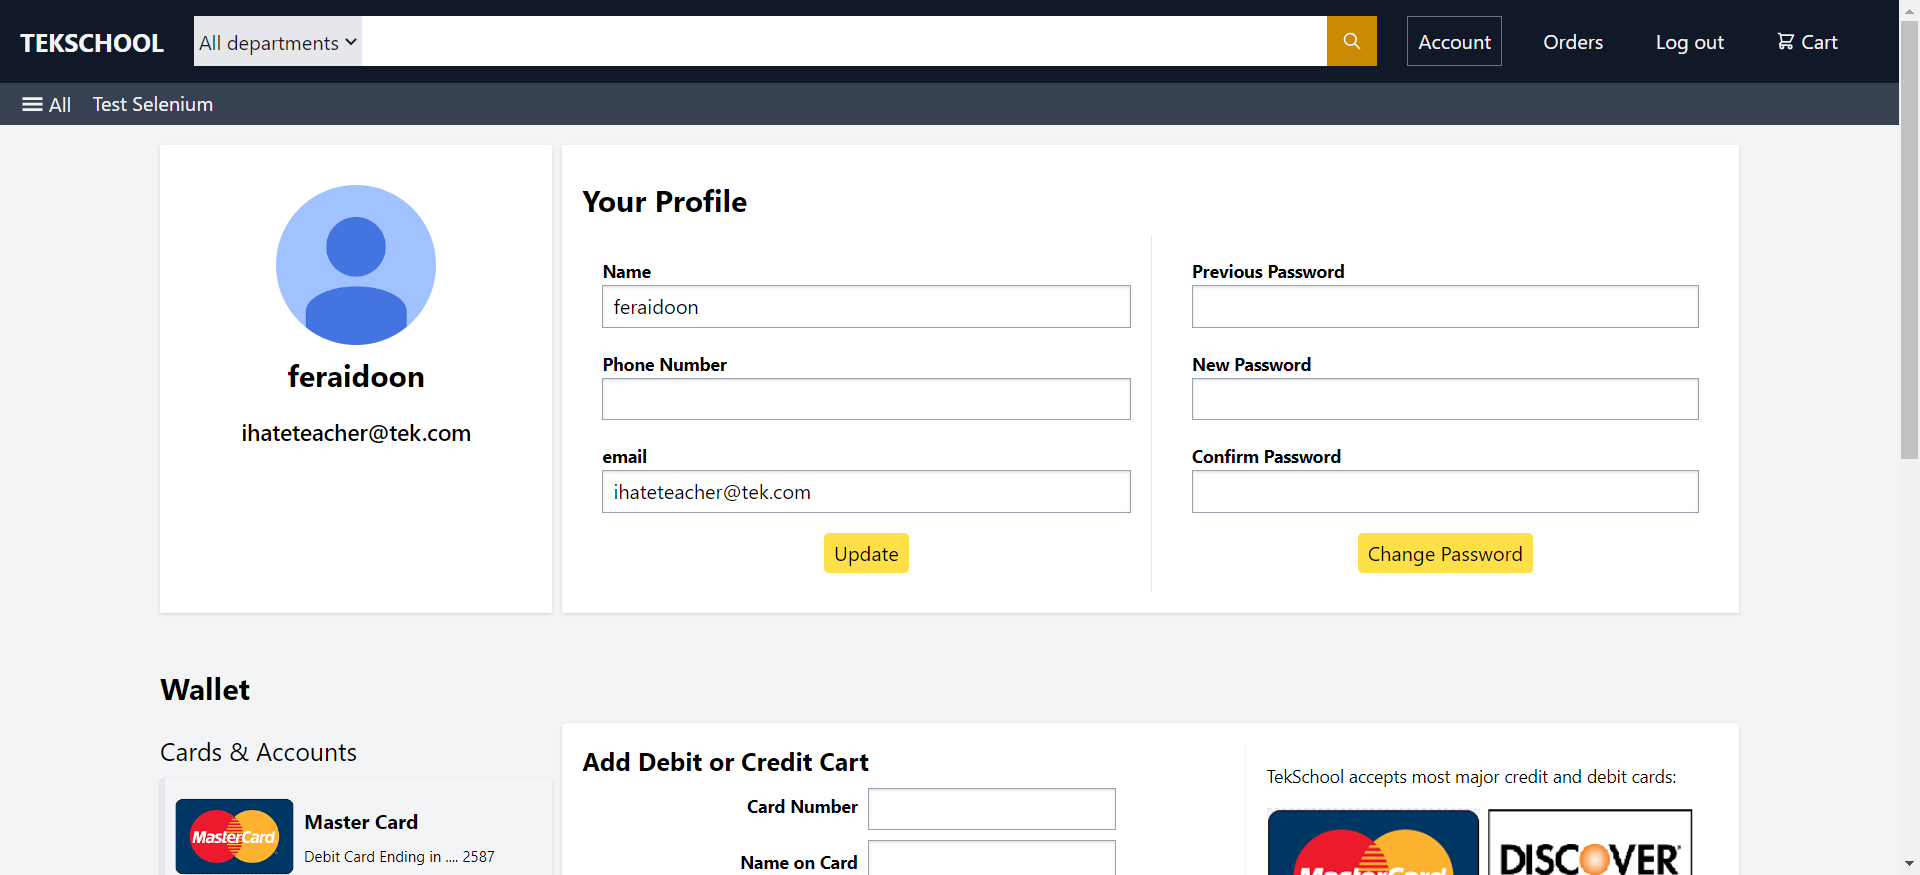 TEKSCHOOL All departments Account Orders Log out Cart
All Test Selenium
feraidoon
ihateteacher@tek.com
Your Profile
Name
feraidoon
Phone Number
email
ihateteacher@tek.com
Update
Previous Password
New Password
Confirm Password
Change Password
Wallet
Cards & Accounts
MasterCard
Master Card
Debit Card Ending in .... 2587
Add Debit or Credit Cart
Card Number
Name on Card
TekSchool accepts most major credit and debit cards:
MasterCard
DISCOVER